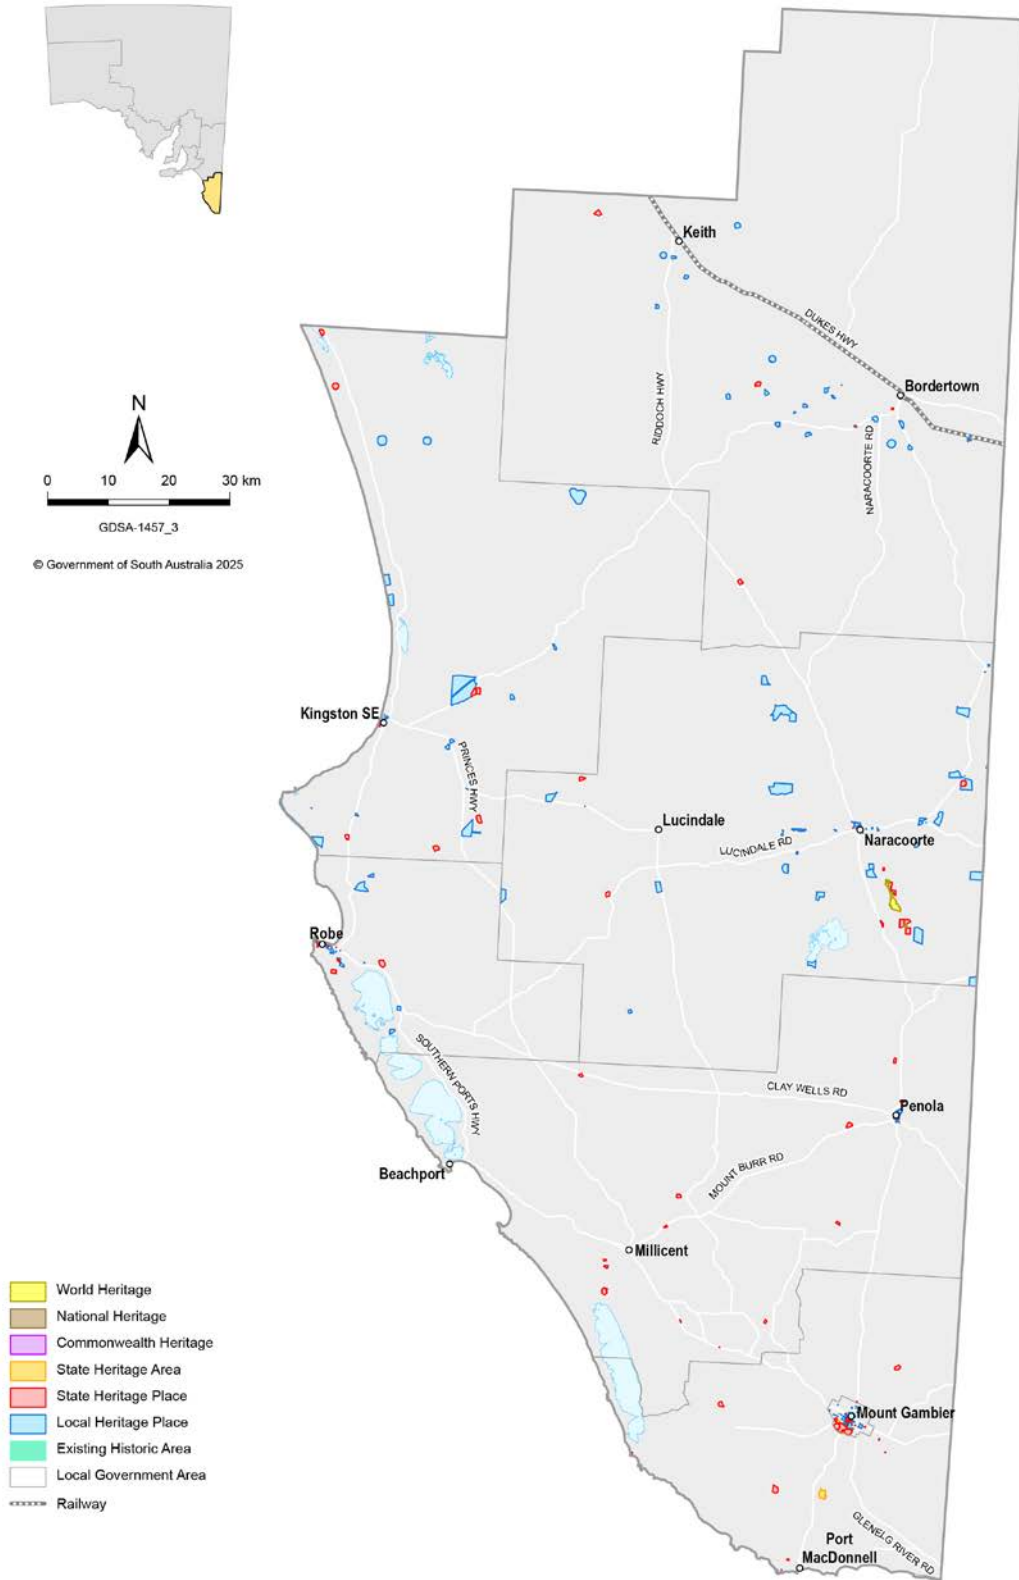 Keith
DUKES HWY
Bordertown
RIDDOCH HWY
NARACOORTE RD
N
0 10 20 30 km
GDSA-1457_3
© Government of South Australia 2025
Kingston SE
PRINCES HWY
Lucindale
LUCINDALE RD
Naracoorte
Robe
SOUTHERN PORTS HWY
CLAY WELLS RD
Penola
MOUNT BURR RD
Beachport
Millicent
World Heritage
National Heritage
Commonwealth Heritage
State Heritage Area
State Heritage Place
Local Heritage Place
Existing Historic Area
Local Government Area
Railway
Mount Gambier
GLENELG RIVER RD
Port
MacDonnell